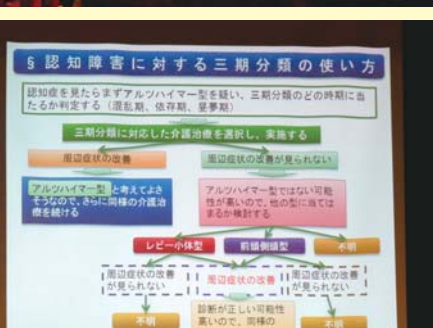 §認知障害に対する三期分類の使い方
認知症を見たらまずアルツハイマー型を疑い、三期分類のどの時期に当
たるか判定する（混乱期、依存期、昼夢期）
三期分類に対応した介護治療を選択し、実施する
周辺症状の改善
周辺症状の改善が見られない
アルツハイマー型と考えてよさ
そうなので、さらに同様の介護治
療を続ける
アルツハイマー型ではない可能
性が高いので、他の型に当ては
まるか検討する
レビー小体型
前頭側頭型
不明
周辺症状の改善
が見られない
周辺症状の改善
周辺症状の改善
が見られない
不明
診断が正しい可能性
高いので、同様の
不明